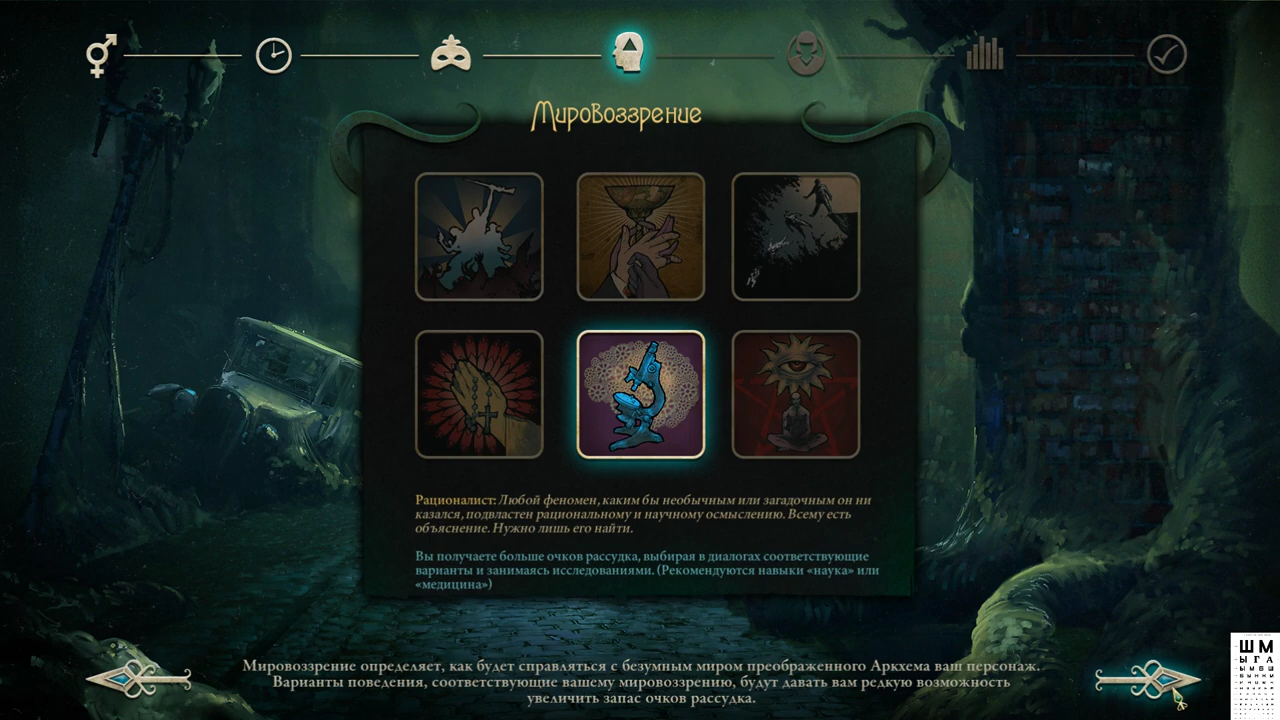 Мировоззрение
Рационалист: Любой феномен, каким бы необычным или загадочным он ни
казался, подвластен рациональному и научному осмыслению. Всему есть
объяснение. Нужно лишь его найти.
Вы получаете больше очков рассудка, выбирая в диалогах соответствующие
варианты и занимаясь исследованиями. (Рекомендуются навыки «наука» или
«медицина»)
Мировоззрение определяет, как будет справляться с безумным миром преображенного Аркхема ваш персонаж.
Варианты поведения, соответствующие вашему мировоззрению, будут давать вам редкую возможность
увеличить запас очков рассудка.
Ш М
Ы Г А